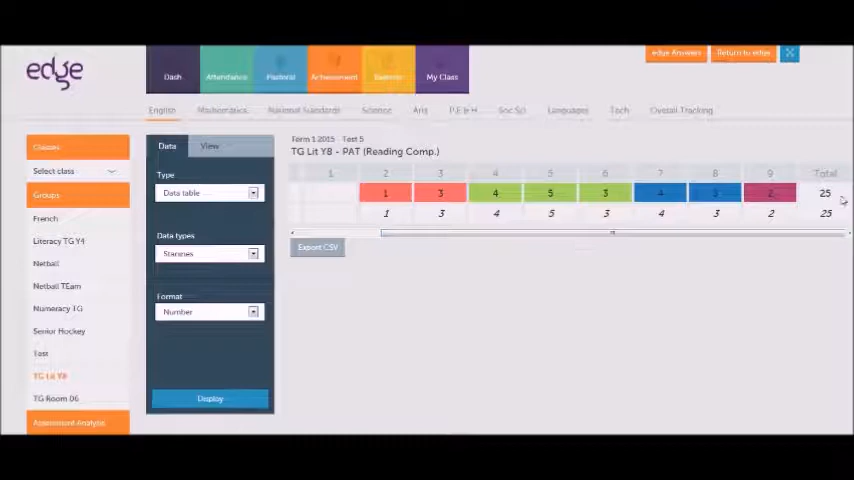 edge
edge Answers
Return to edge
Dash
Attendance
Pastoral
Achievement
My Class
English
Mathematics
National Standards
Science
Arts
P.E & H
Soc Sci
Languages
Tech
Overall Tracking
Classes
Select class
Groups
French
Literacy TG Y4
Netball
Netball TEam
Numeracy TG
Senior Hockey
Test
TG Lit Y8
TG Room 06
Assessment Analysis
Data
View
Type
Data table
Data types
Stanines
Format
Number
Display
Term 1 2015 - Test 5
TG Lit Y8 - PAT (Reading Comp.)
1 2 3 4 5 6 7 8 9 Total
1 3 4 5 3 4 3 2 25
1 3 4 5 3 4 3 2 25
Export CSV